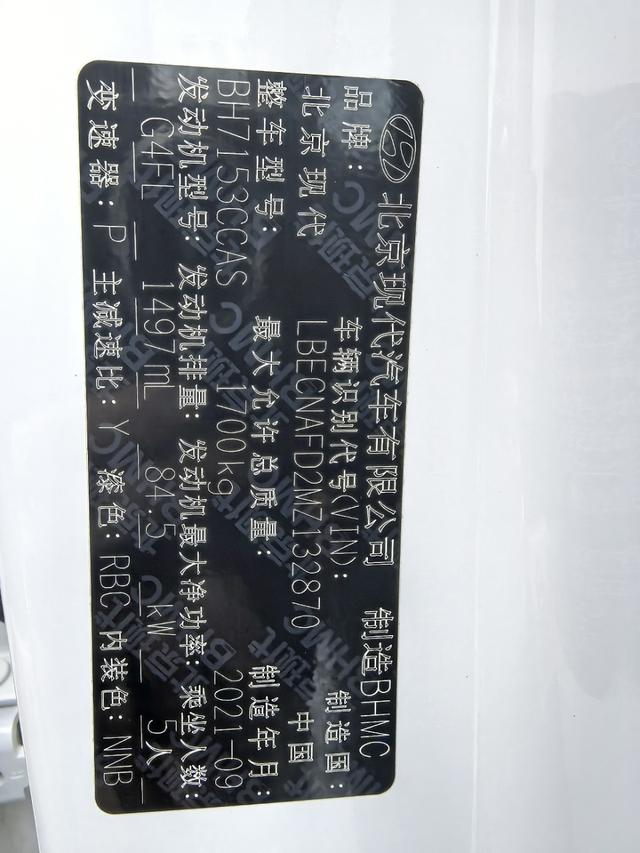 北京现代汽车有限公司 制造BHMC
品牌: 车辆识别代号(VIN): 制造国:
北京现代 LBECNAFD2MZ132870 中国
整车型号: 最大允许总质量: 制造年月:
BH7153CCAS 1700kg 2021-09
发动机型号: 发动机排量: 发动机最大净功率: 乘坐人数:
G4FL 1497mL 84.5 kW 5人
变速器: P 主减速比: Y 漆色: RBC 内装色: NNB